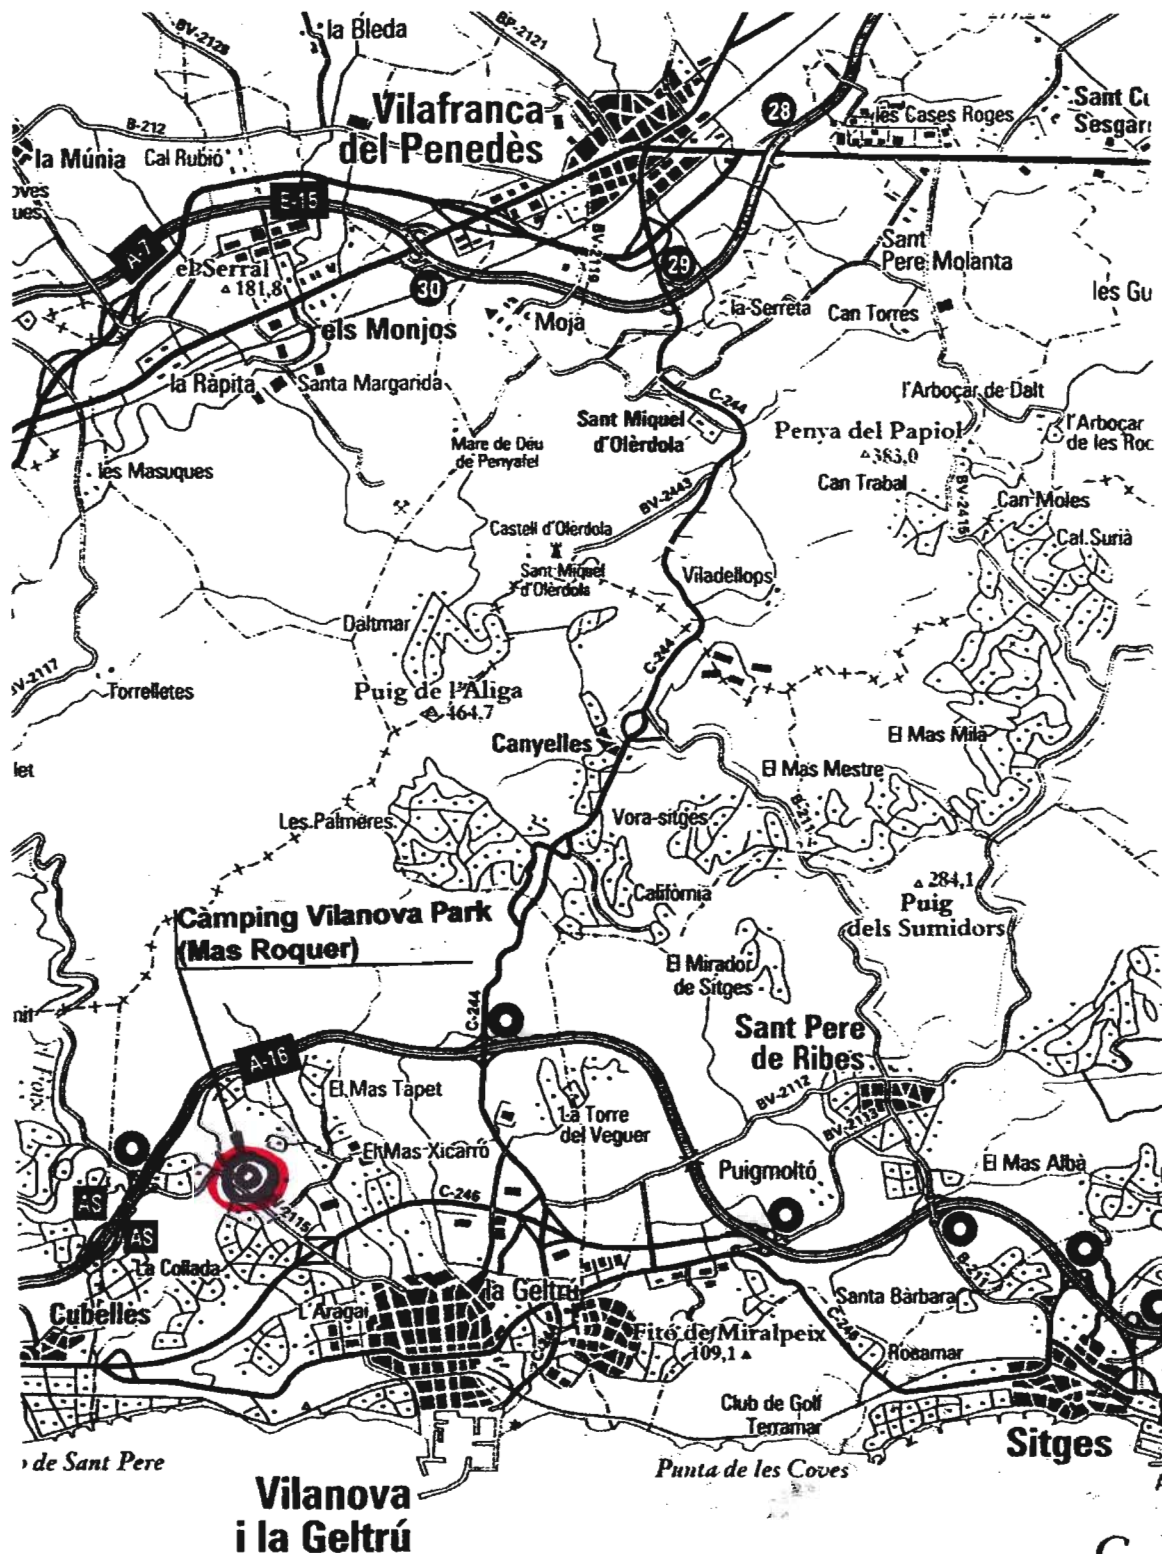 la Bleda
BV-2128
BP-2121
Vilafranca
del Penedès
28
les Cases Roges
B-212
la Múnia
Cal Rubió
E-15
A-7
el Serral
181,8
30
BV-2119
29
Sant
Pere Molanta
els Monjos
Moja
la Serreta
Can Torres
la Ràpita
Santa Margarida
C-244
l'Arboçar de Dalt
Sant Miquel
d'Olèrdola
Penya del Papiol
383,0
l'Arboçar
Mare de Déu
de Penyafel
les Masuques
Can Trabal
BV-2443
BV-2415
Can Moles
Castell d'Olèrdola
Cal Surià
Sant Miquel
d'Olèrdola
Viladellops
Daltmar
C-244
Torrelletes
Puig de l'Àliga
464,7
Canyelles
El Mas Milà
El Mas Mestre
Les Palmeres
Vora-sitges
Califòrnia
284,1
Puig
dels Sumidors
Càmping Vilanova Park
(Mas Roquer)
El Mirador
de Sitges
C-244
Sant Pere
de Ribes
A-16
El Mas Tapet
BV-2112
La Torre
del Veguer
BV-2113
El Mas Xicarró
Puigmoltó
El Mas Albà
C-246
AS
AS
La Collada
B-211
Cubelles
la Geltrú
L'Aragai
Santa Bàrbara
Fitó de Miralpeix
109,1
C-246
Rocamar
Club de Golf
Terramar
Sitges
de Sant Pere
Punta de les Coves
Vilanova
i la Geltrú